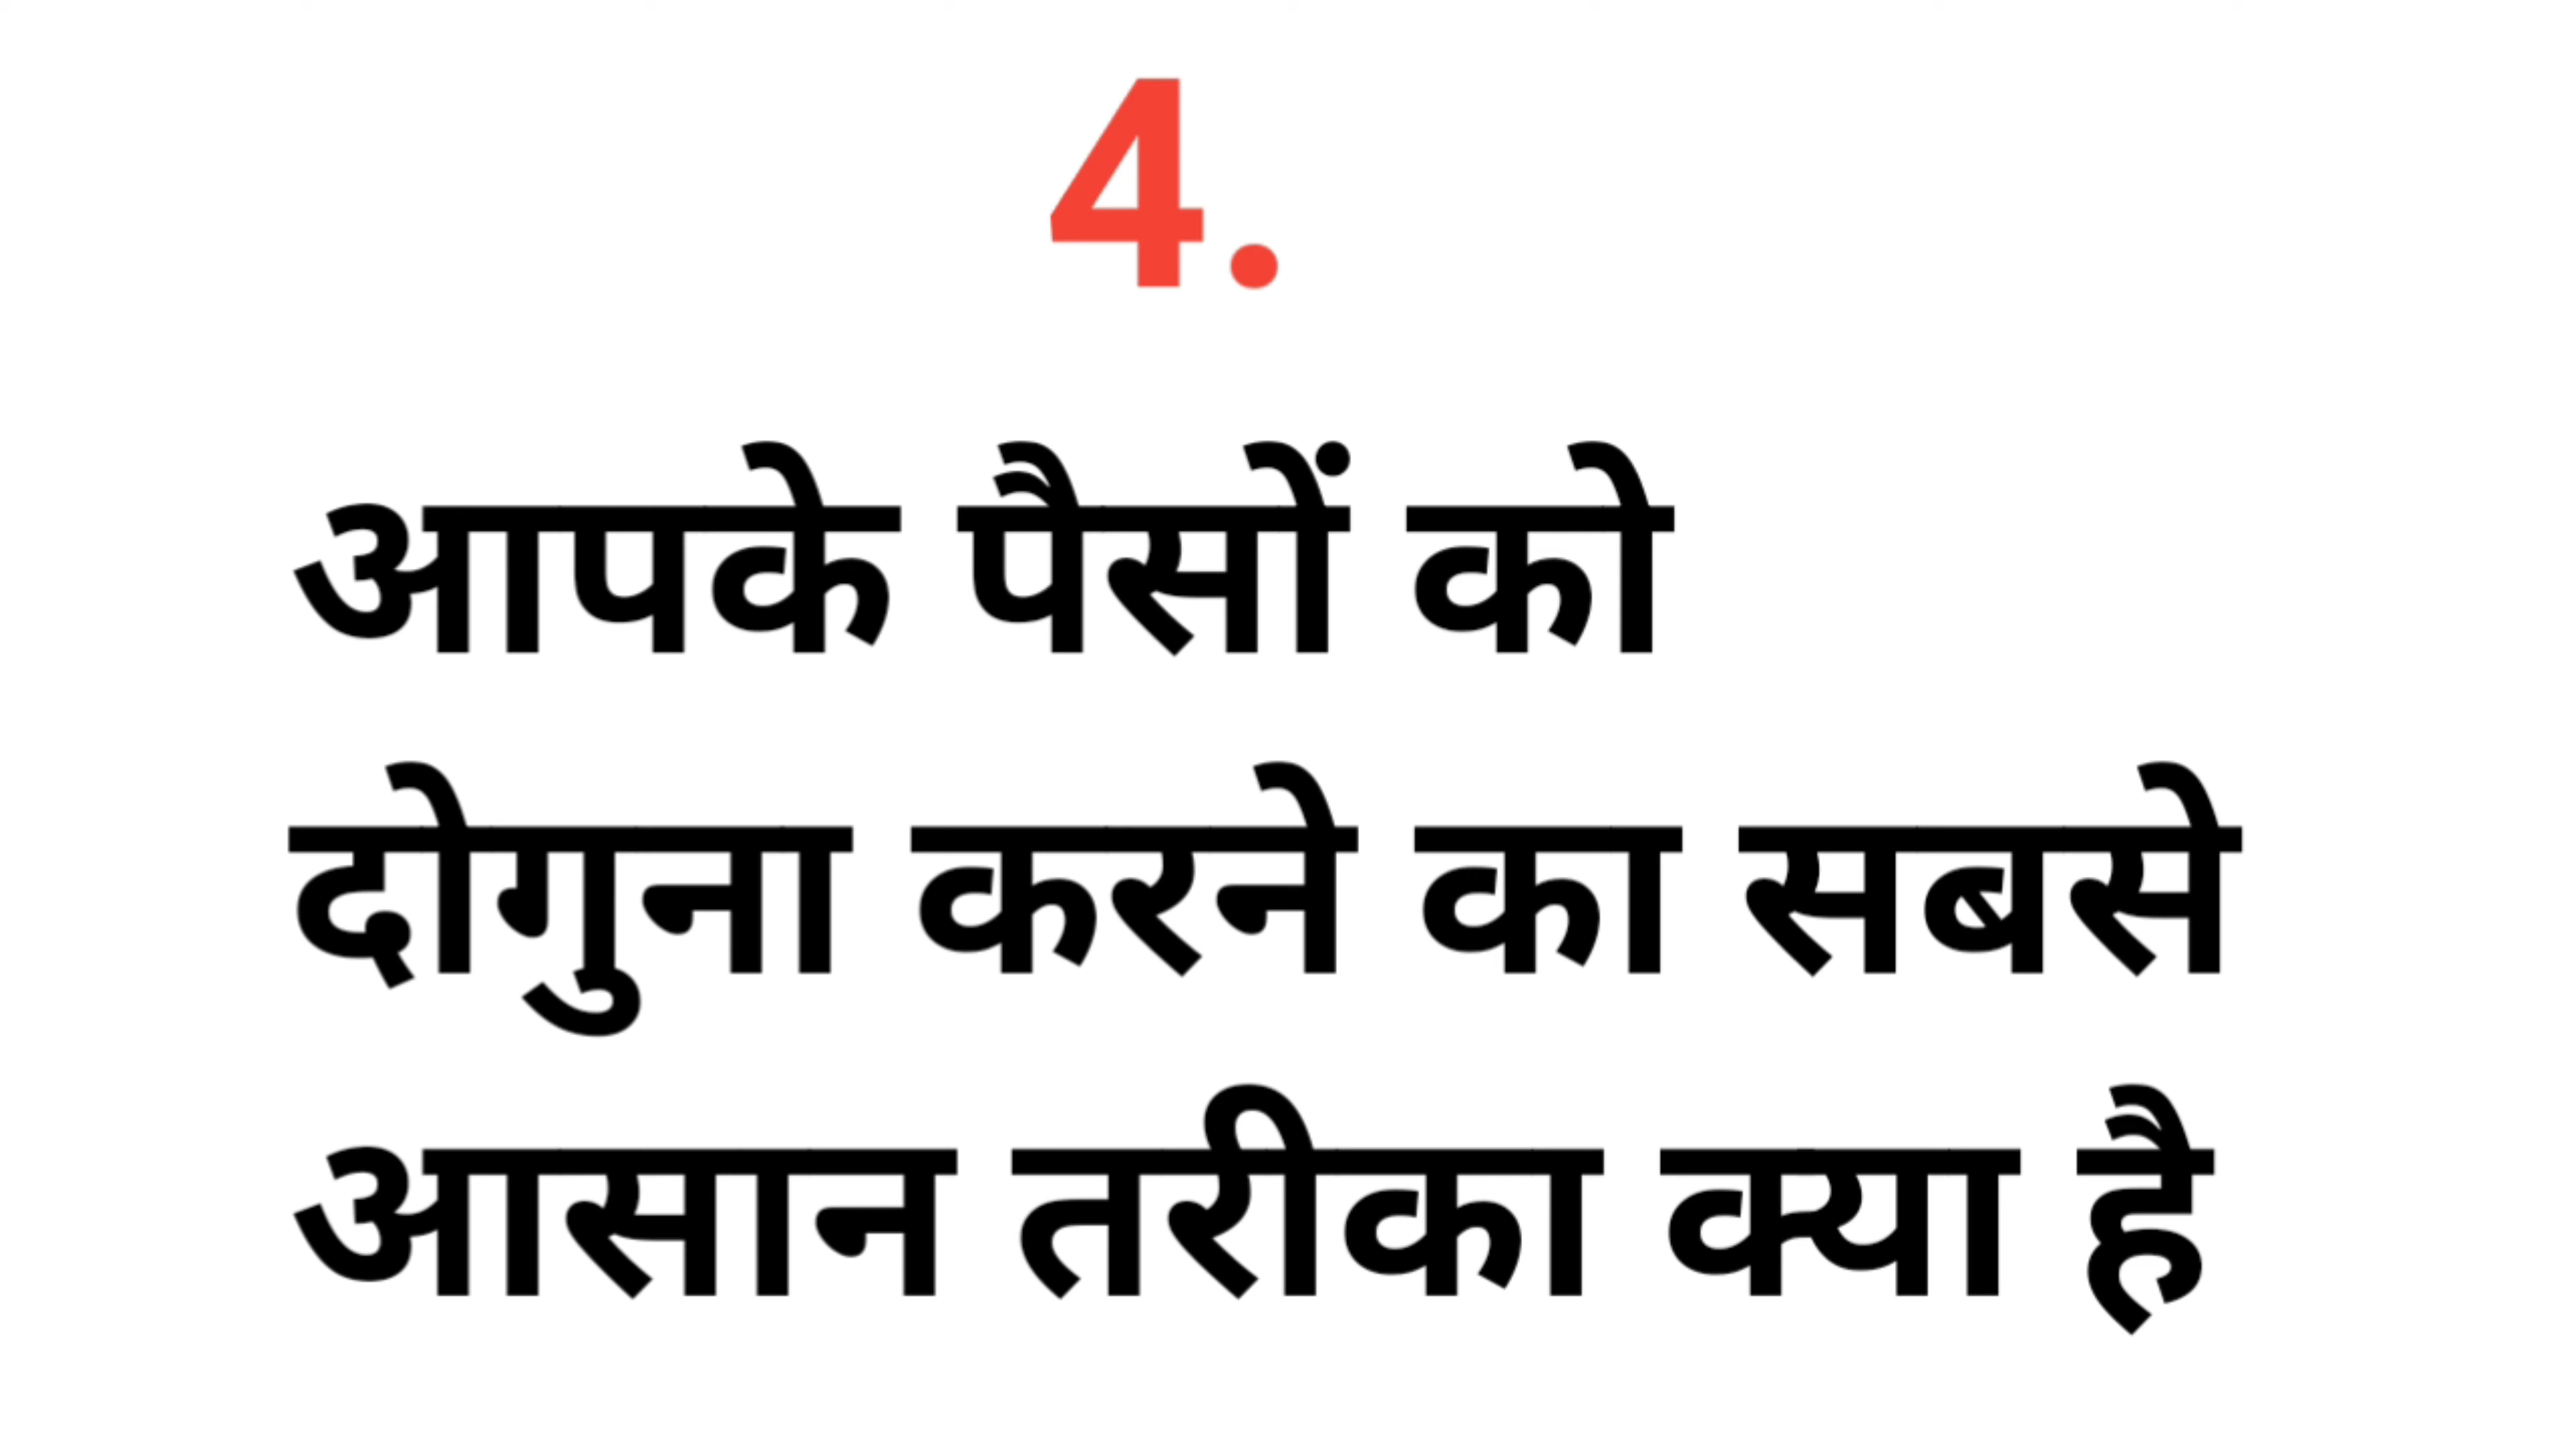 4.
आपके पैसों को
दोगुना करने का सबसे
आसान तरीका क्या है